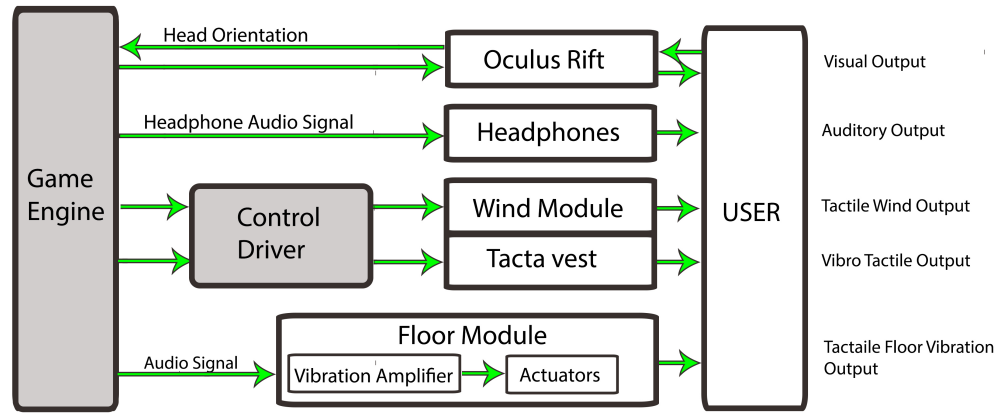 Head Orientation
Oculus Rift
Visual Output
Headphone Audio Signal
Headphones
Auditory Output
Game
Engine
Control
Driver
Wind Module
Tacta vest
USER
Tactile Wind Output
Vibro Tactile Output
Floor Module
Audio Signal
Vibration Amplifier
Actuators
Tactaile Floor Vibration
Output